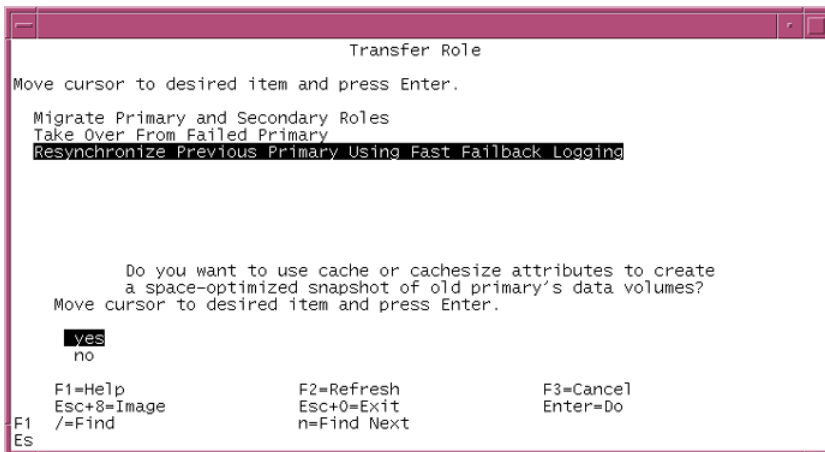 Transfer Role
Move cursor to desired item and press Enter.
Migrate Primary and Secondary Roles
Take Over From Failed Primary
Resynchronize Previous Primary Using Fast Failback Logging
Do you want to use cache or cachesize attributes to create
a space-optimized snapshot of old primary's data volumes?
Move cursor to desired item and press Enter.
yes
no
F1=Help F2=Refresh F3=Cancel
Esc+8=Image Esc+0=Exit Enter=Do
F1 /=Find n=Find Next
Es